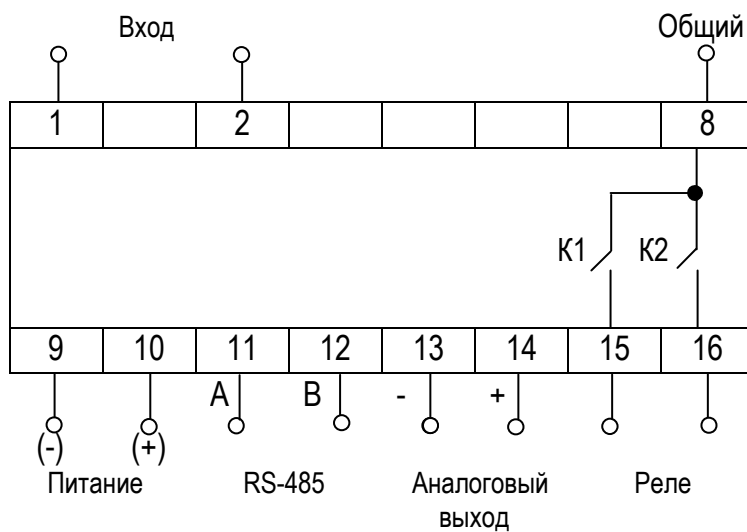 Вход Общий
1 2 8
К1 К2
9 10 11 12 13 14 15 16
A B - +
(-) (+)
Питание RS-485 Аналоговый Реле
выход